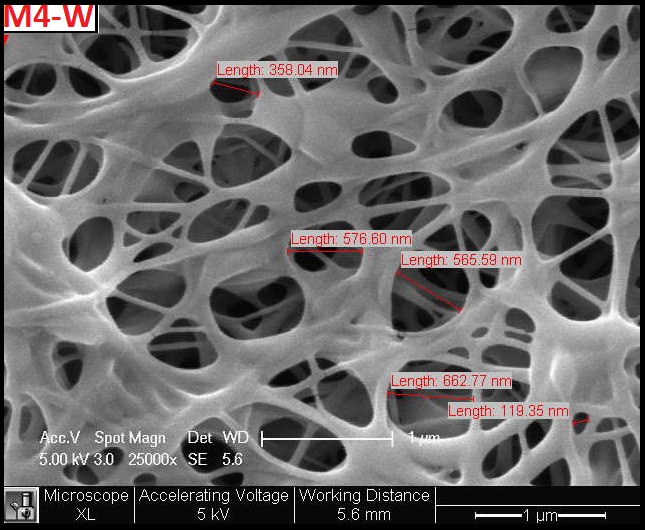 M4-W
Length: 358.04 nm
Length: 576.60 nm
Length: 565.59 nm
Length: 662.77 nm
Length: 119.35 nm
Acc.V Spot Magn Det WD 1 µm
5.00 kV 3.0 25000x SE 5.6
Microscope Accelerating Voltage Working Distance
XL 5 kV 5.6 mm 1 µm